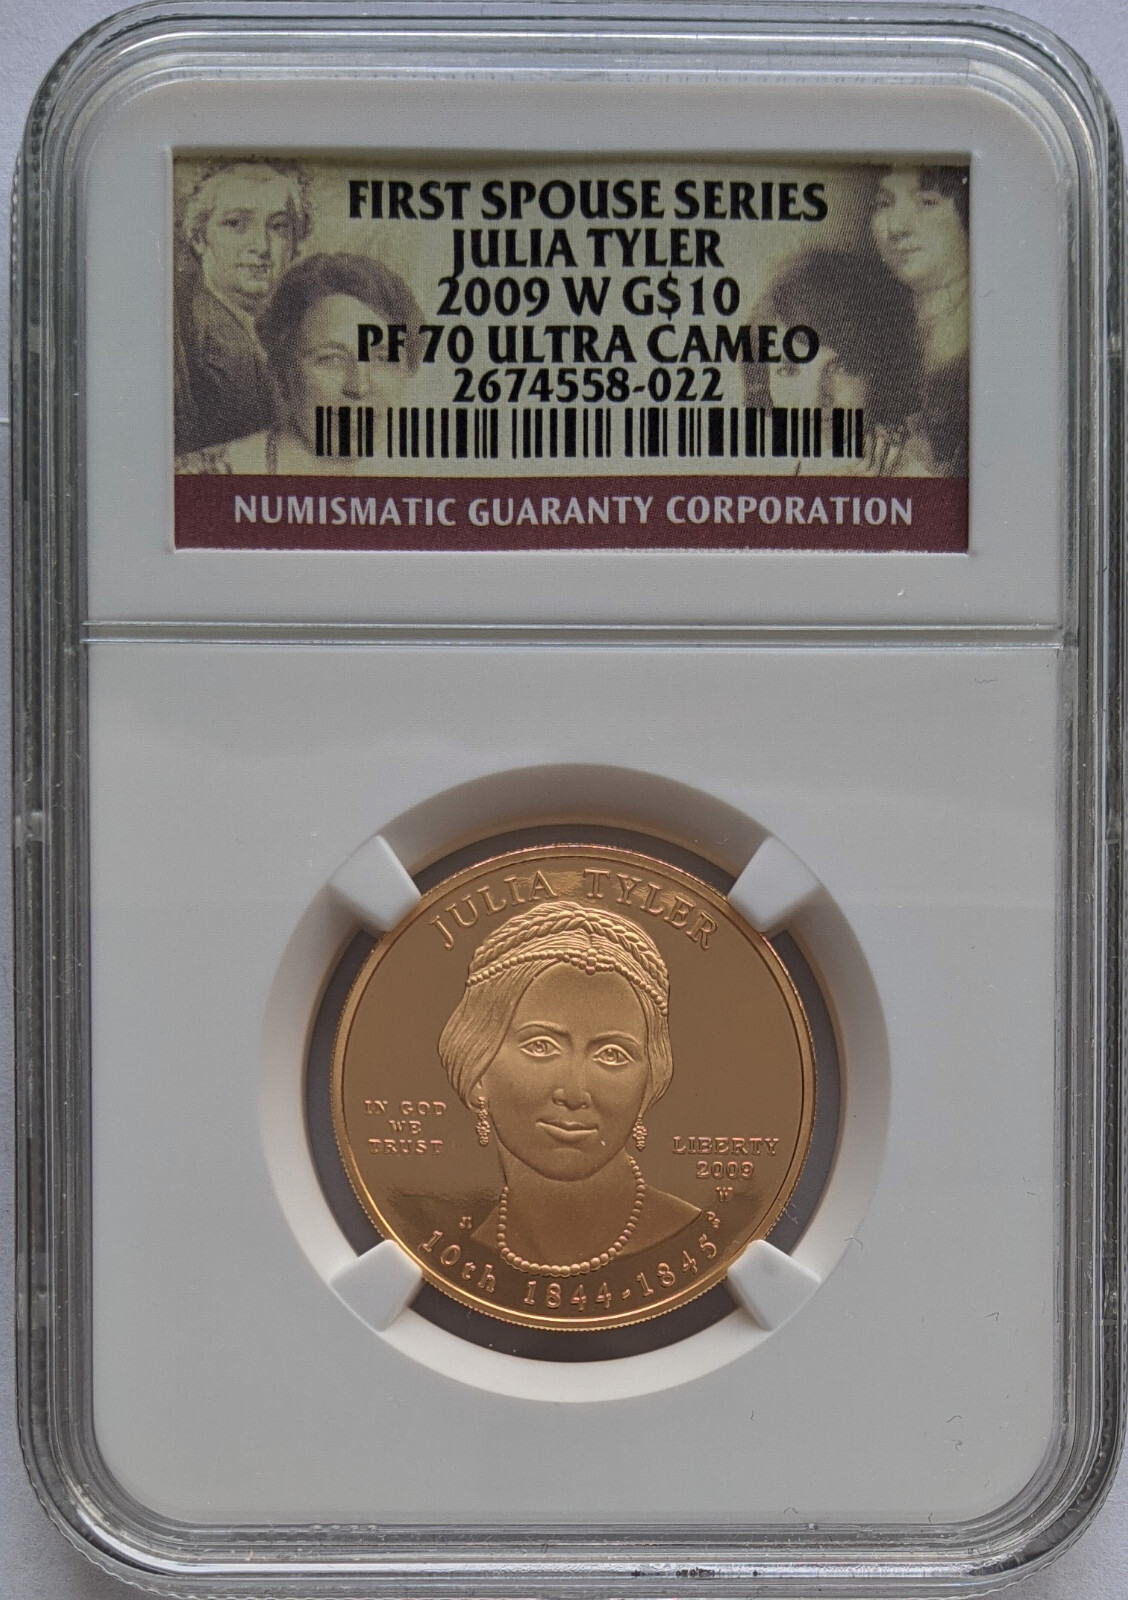 FIRST SPOUSE SERIES
JULIA TYLER
2009 W G$10
PF 70 ULTRA CAMEO
2674558-022
NUMISMATIC GUARANTY CORPORATION
JULIA TYLER
IN GOD
WE
TRUST
LIBERTY
2009
W
10th 1844-1845